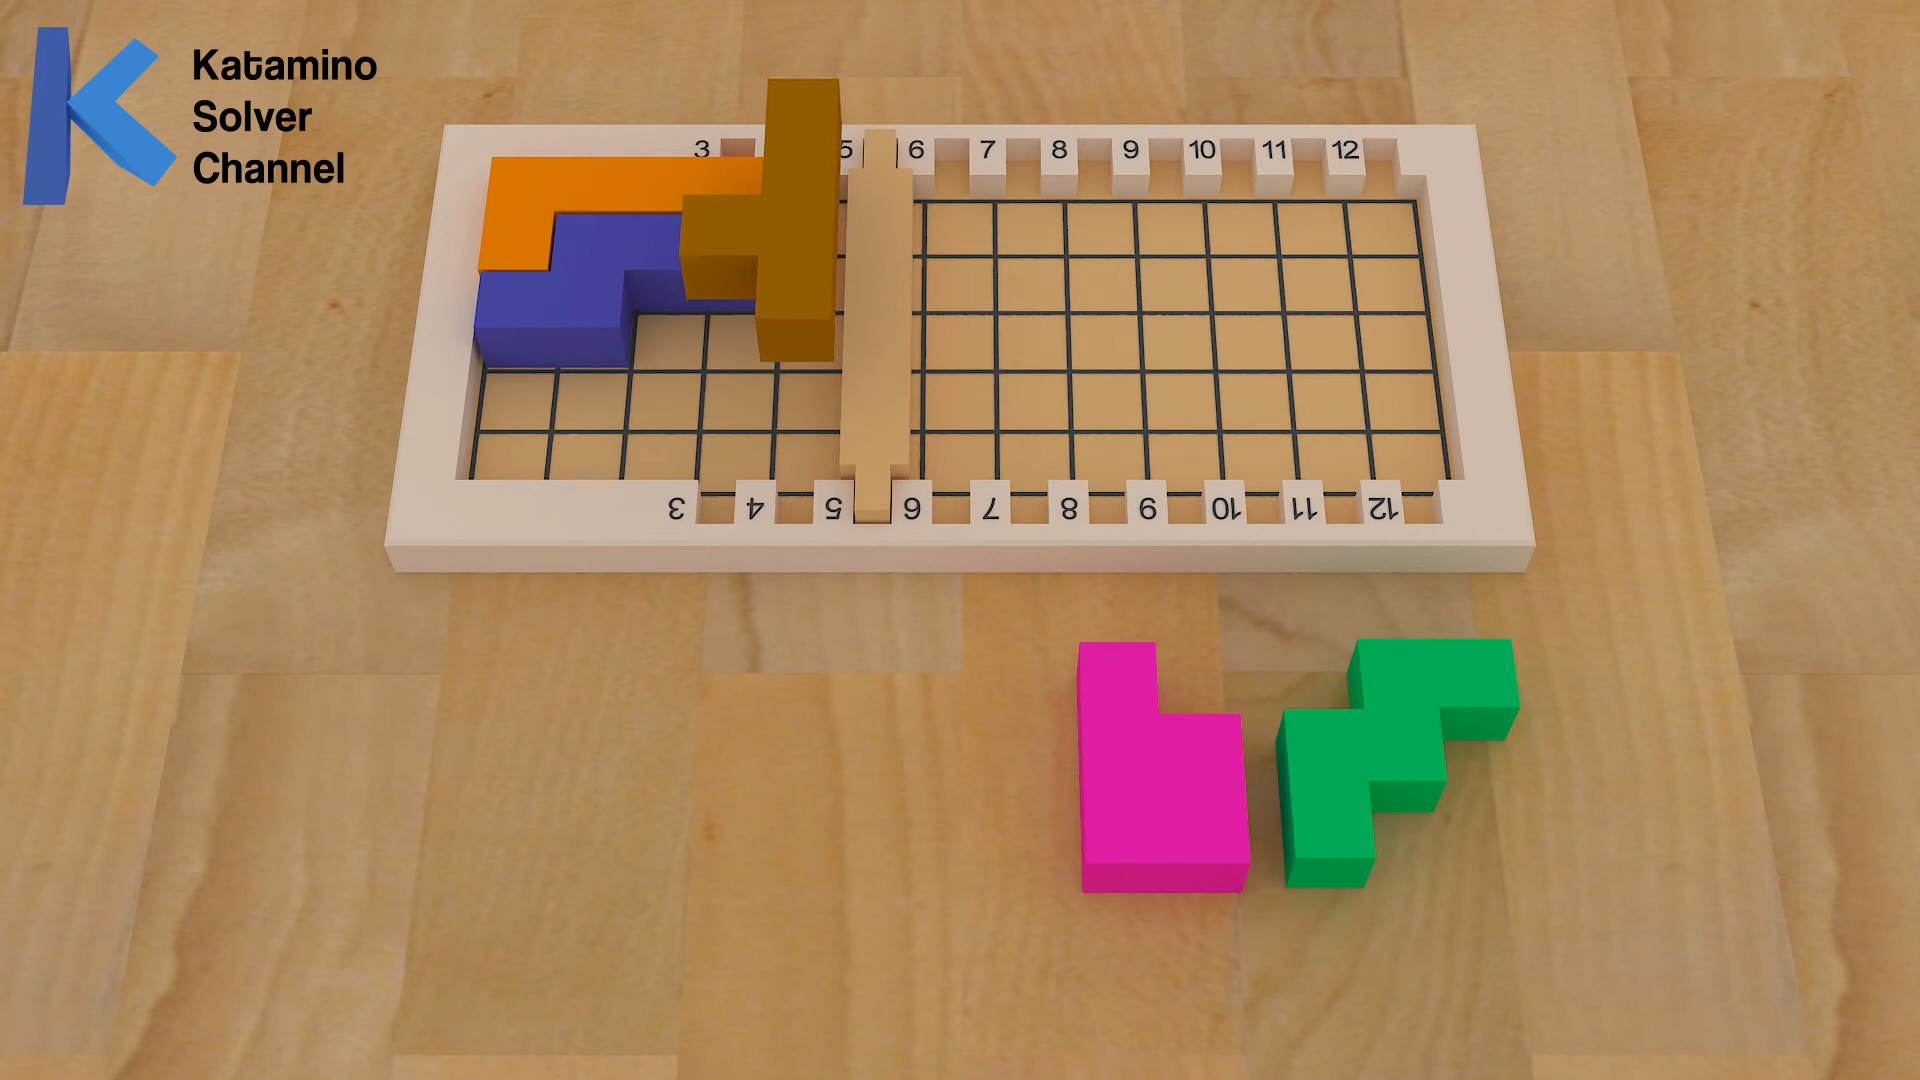 Katamino
Solver
Channel
3 5 6 7 8 9 10 11 12
3 4 5 6 7 8 9 10 11 12